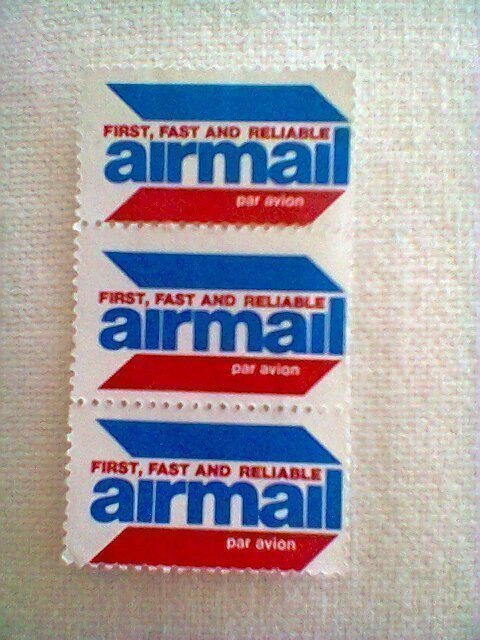 FIRST, FAST AND RELIABLE
airmail
par avion
FIRST, FAST AND RELIABLE
airmail
par avion
FIRST, FAST AND RELIABLE
airmail
par avion